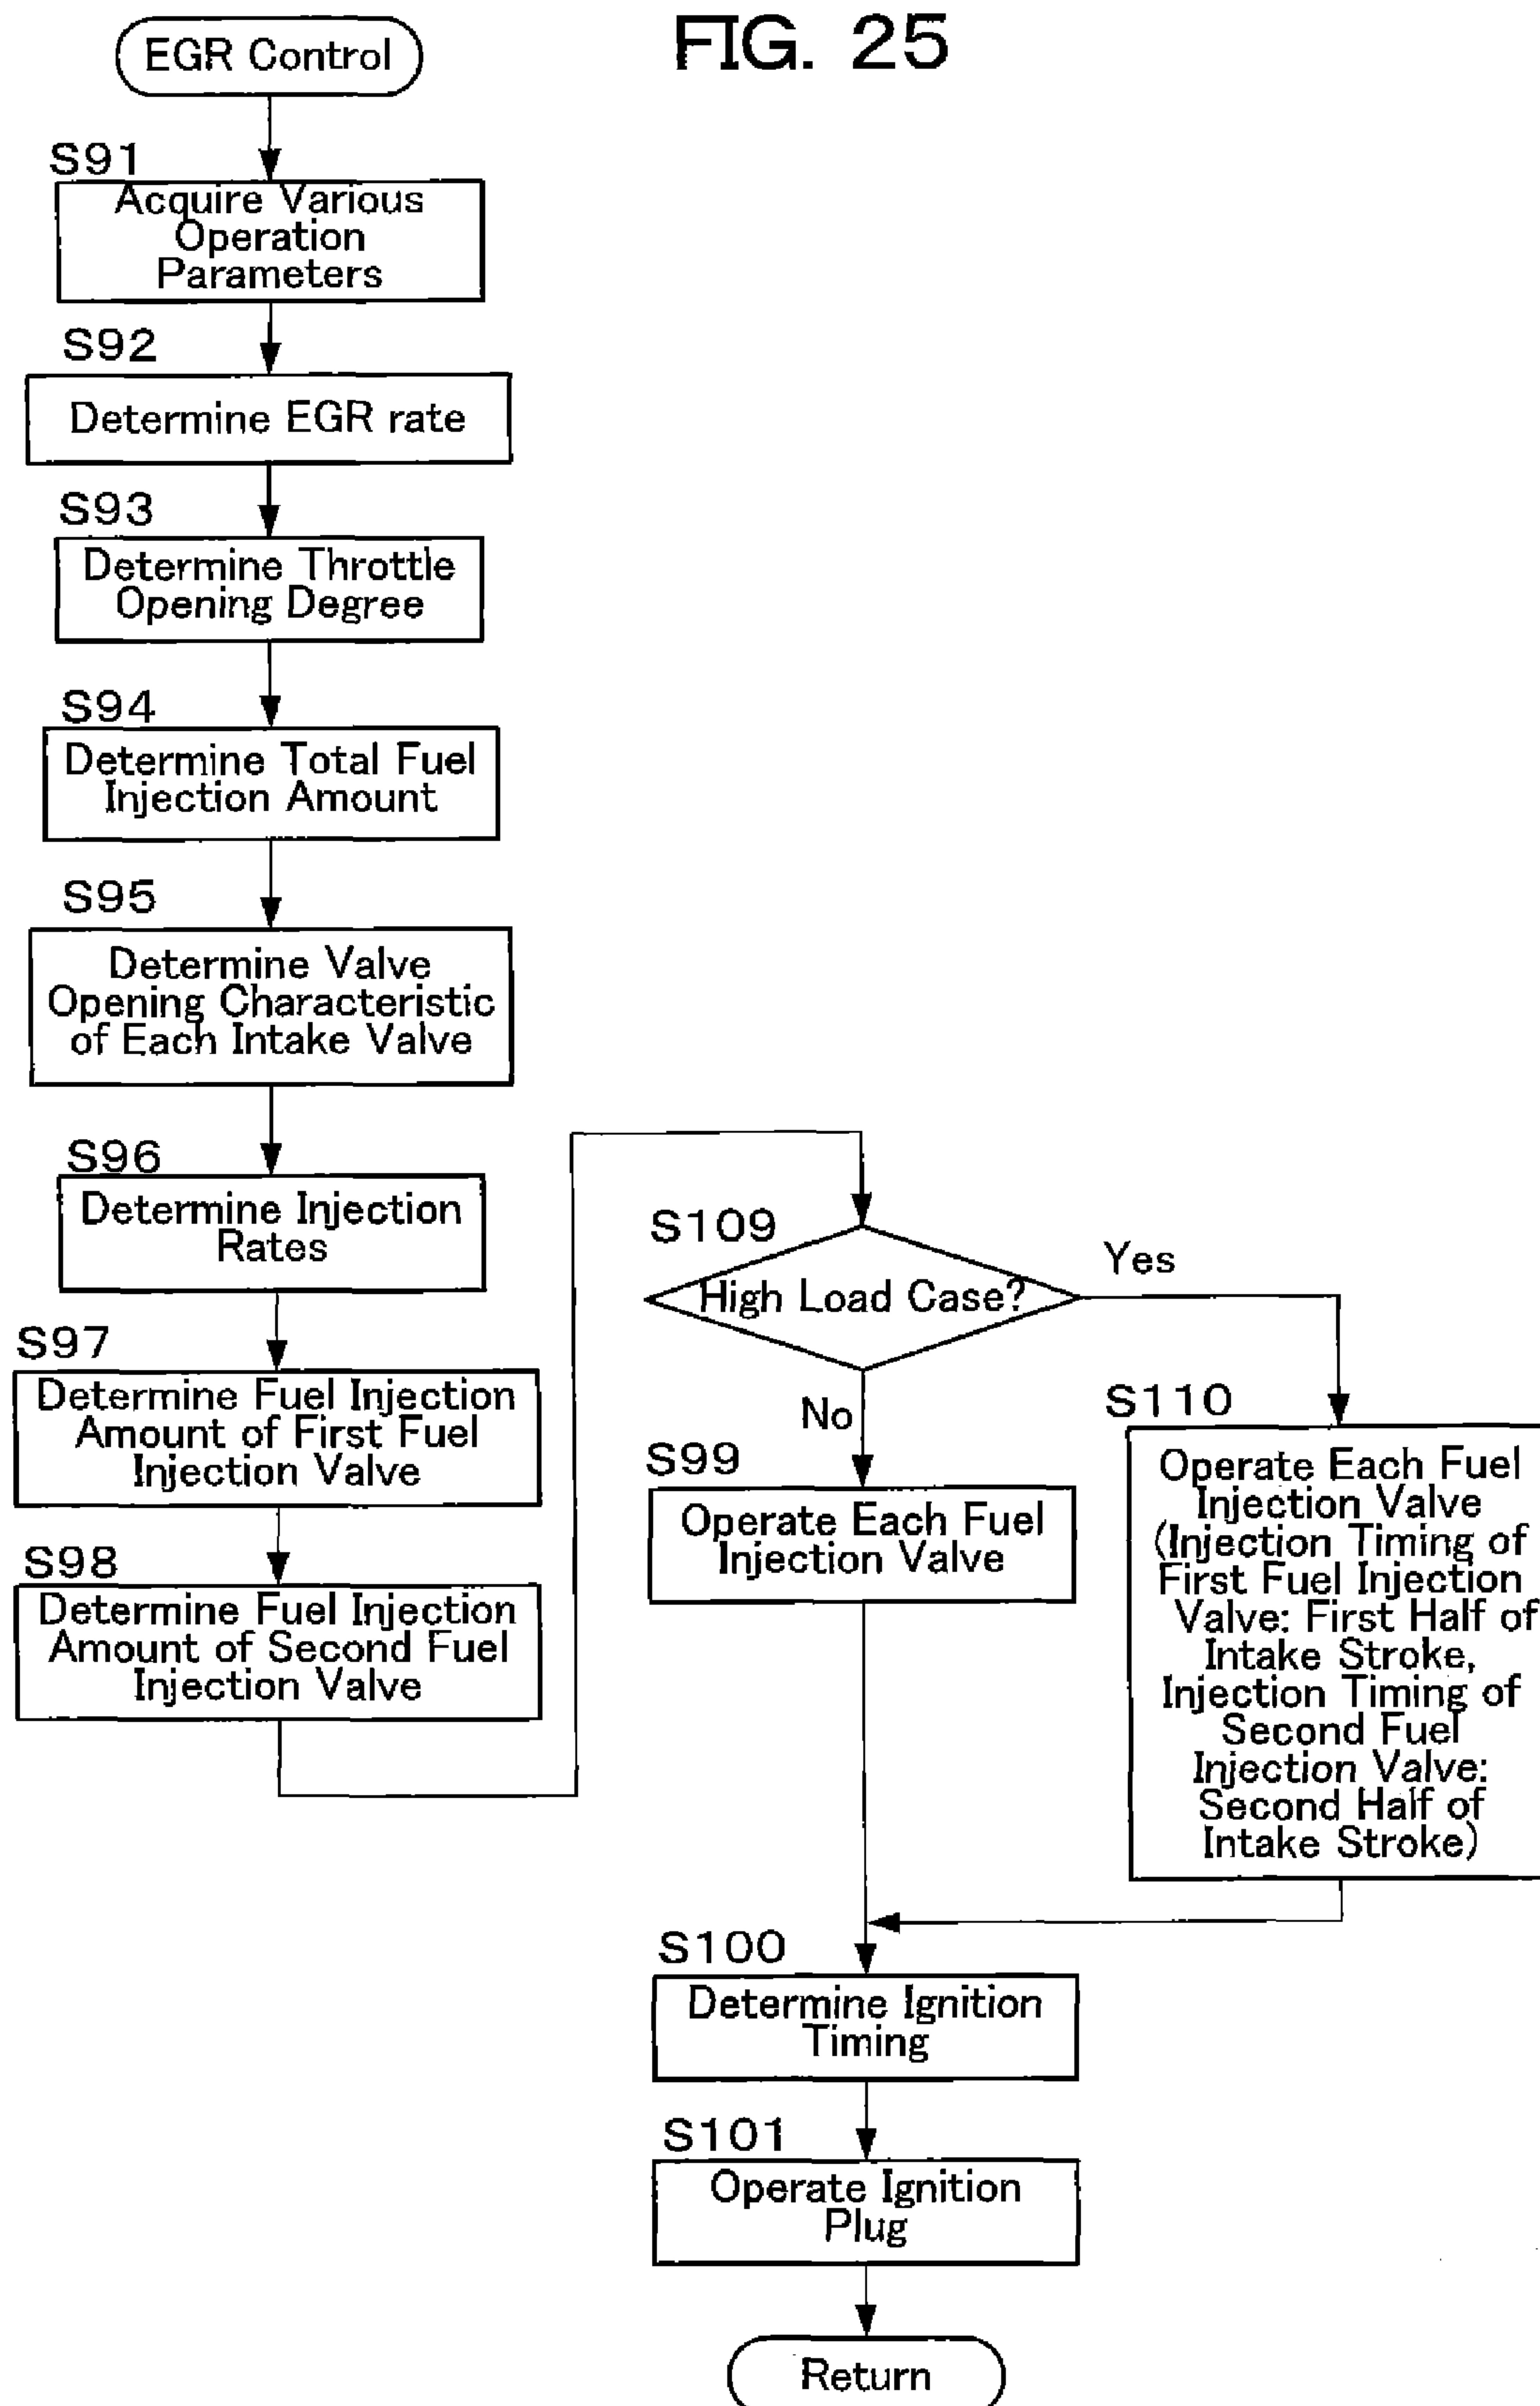 FIG. 25
EGR Control
S91
Acquire Various
Operation
Parameters
S92
Determine EGR rate
S93
Determine Throttle
Opening Degree
S94
Determine Total Fuel
Injection Amount
S95
Determine Valve
Opening Characteristic
of Each Intake Valve
S96
Determine Injection
Rates
S97
Determine Fuel Injection
Amount of First Fuel
Injection Valve
S98
Determine Fuel Injection
Amount of Second Fuel
Injection Valve
S109
High Load Case?
Yes
No
S99
Operate Each Fuel
Injection Valve
S110
Operate Each Fuel
Injection Valve
(Injection Timing of
First Fuel Injection
Valve: First Half of
Intake Stroke,
Injection Timing of
Second Fuel
Injection Valve:
Second Half of
Intake Stroke)
S100
Determine Ignition
Timing
S101
Operate Ignition
Plug
Return